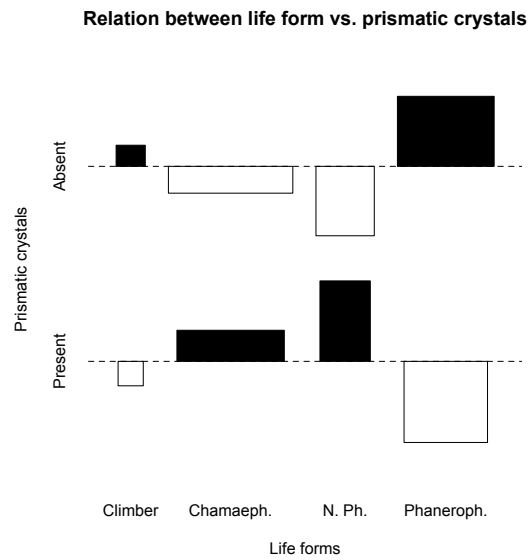 Relation between life form vs. prismatic crystals
Prismatic crystals
Absent
Present
Climber Chamaeph. N. Ph. Phaneroph.
Life forms